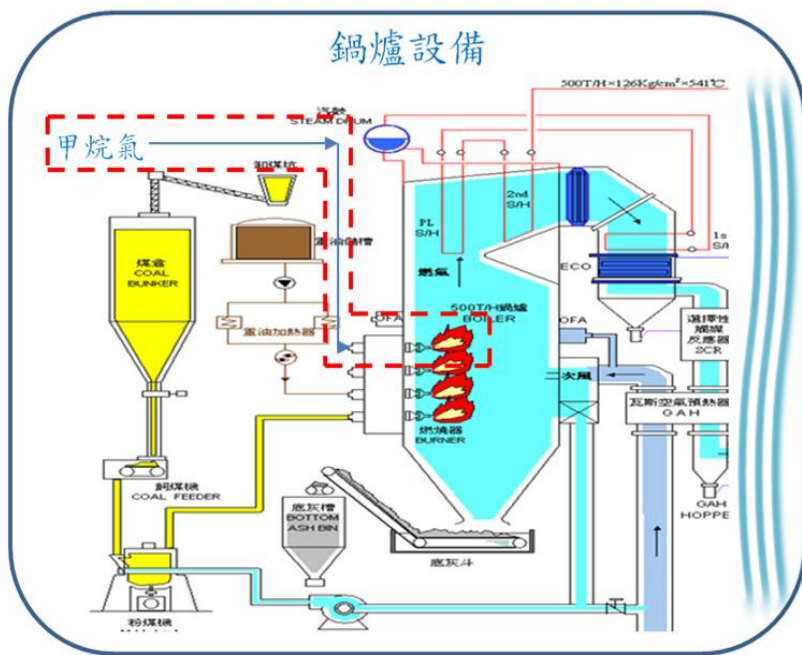 鍋爐設備
500T/H×126Kg/cm²×541℃
汽鼓
STEAM DRUM
甲烷氣
卸煤坑
2nd
S/H
PL
S/H
1s
S/H
重油儲槽
煤倉
COAL
BUNKER
燃氣
ECO
500T/H鍋爐
BOILER
OFA
OFA
選擇性
觸媒
反應器
SCR
重油加熱器
二次風
瓦斯空氣預熱器
GAH
燃燒器
BURNER
飼煤機
COAL FEEDER
底灰槽
BOTTOM
ASH BIN
GAH
HOPPE
底灰斗
粉煤機